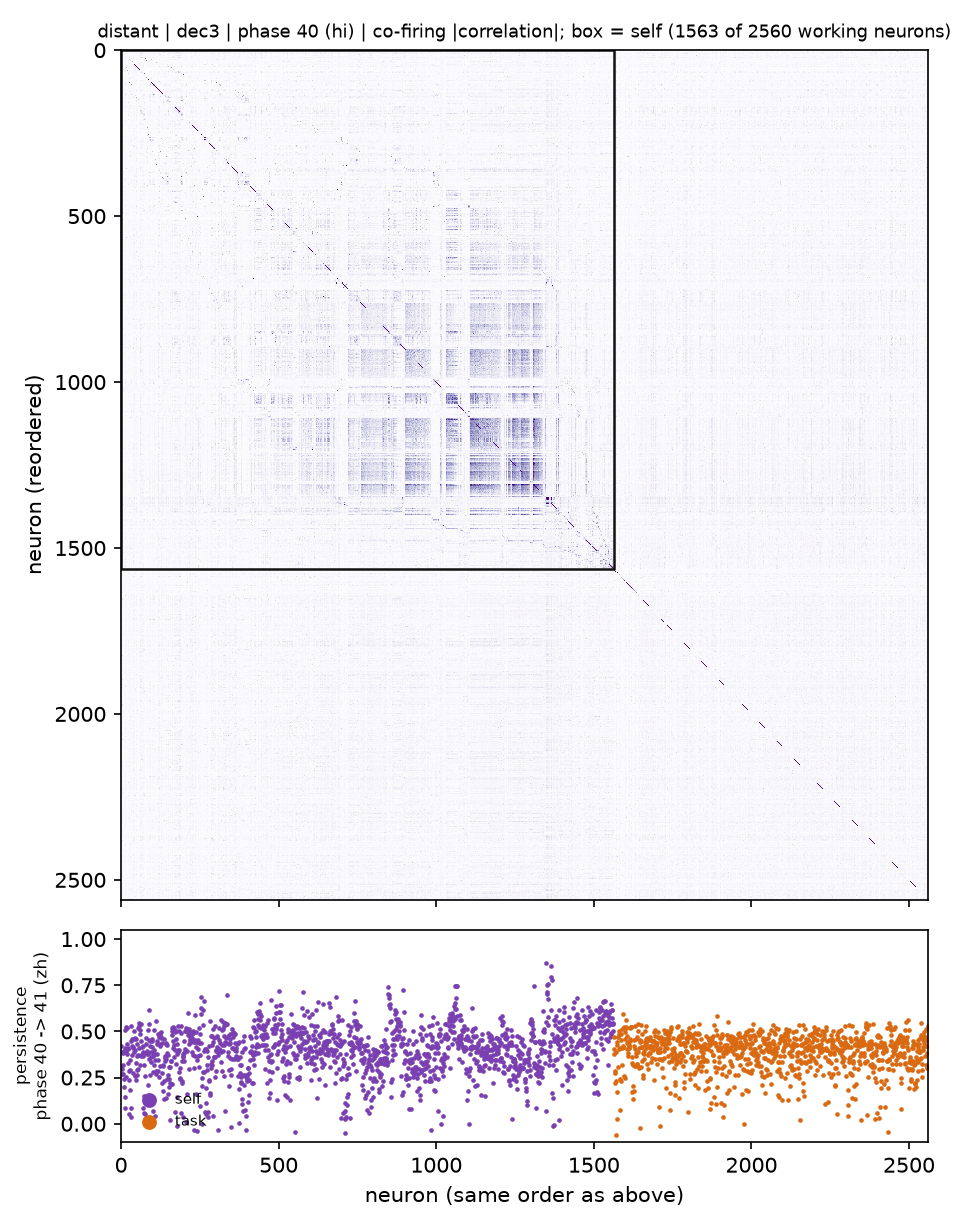 distant | dec3 | phase 40 (hi) | co-firing |correlation|; box = self (1563 of 2560 working neurons)
0
500
1000
1500
2000
2500
neuron (reordered)
1.00
0.75
0.50
0.25
0.00
persistence
phase 40 -> 41 (zh)
self
task
0
500
1000
1500
2000
2500
neuron (same order as above)